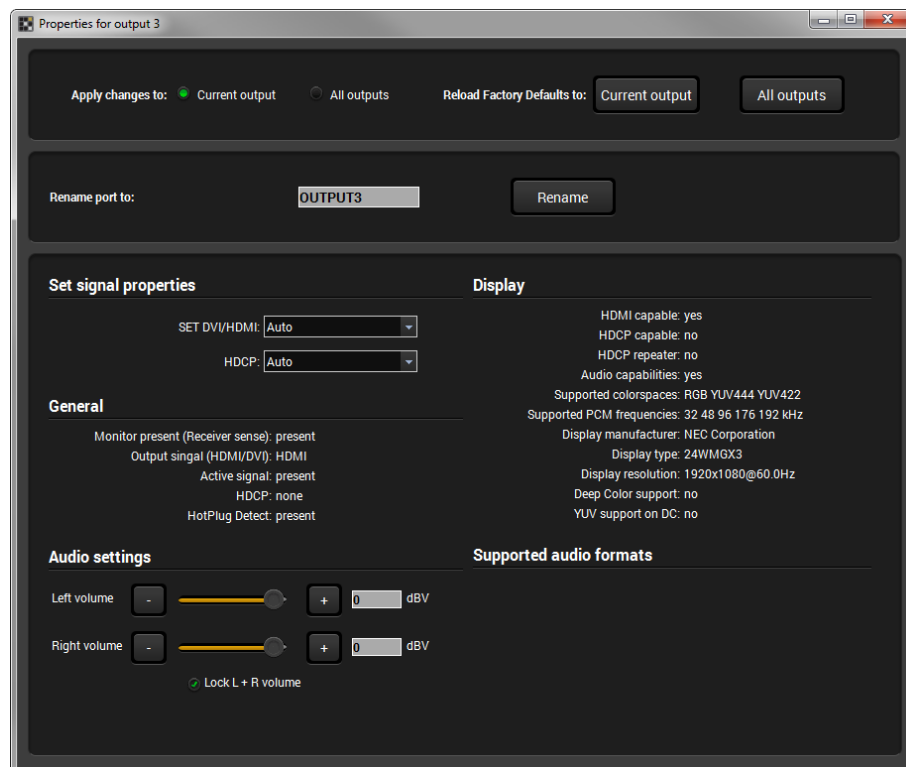 Properties for output 3
Apply changes to: Current output All outputs Reload Factory Defaults to: Current output All outputs
Rename port to: OUTPUT3 Rename
Set signal properties
SET DVI/HDMI: Auto
HDCP: Auto
General
Monitor present (Receiver sense): present
Output singal (HDMI/DVI): HDMI
Active signal: present
HDCP: none
HotPlug Detect: present
Display
HDMI capable: yes
HDCP capable: no
HDCP repeater: no
Audio capabilities: yes
Supported colorspaces: RGB YUV444 YUV422
Supported PCM frequencies: 32 48 96 176 192 kHz
Display manufacturer: NEC Corporation
Display type: 24WMGX3
Display resolution: 1920x1080@60.0Hz
Deep Color support: no
YUV support on DC: no
Audio settings
Left volume - + 0 dBV
Right volume - + 0 dBV
Lock L + R volume
Supported audio formats